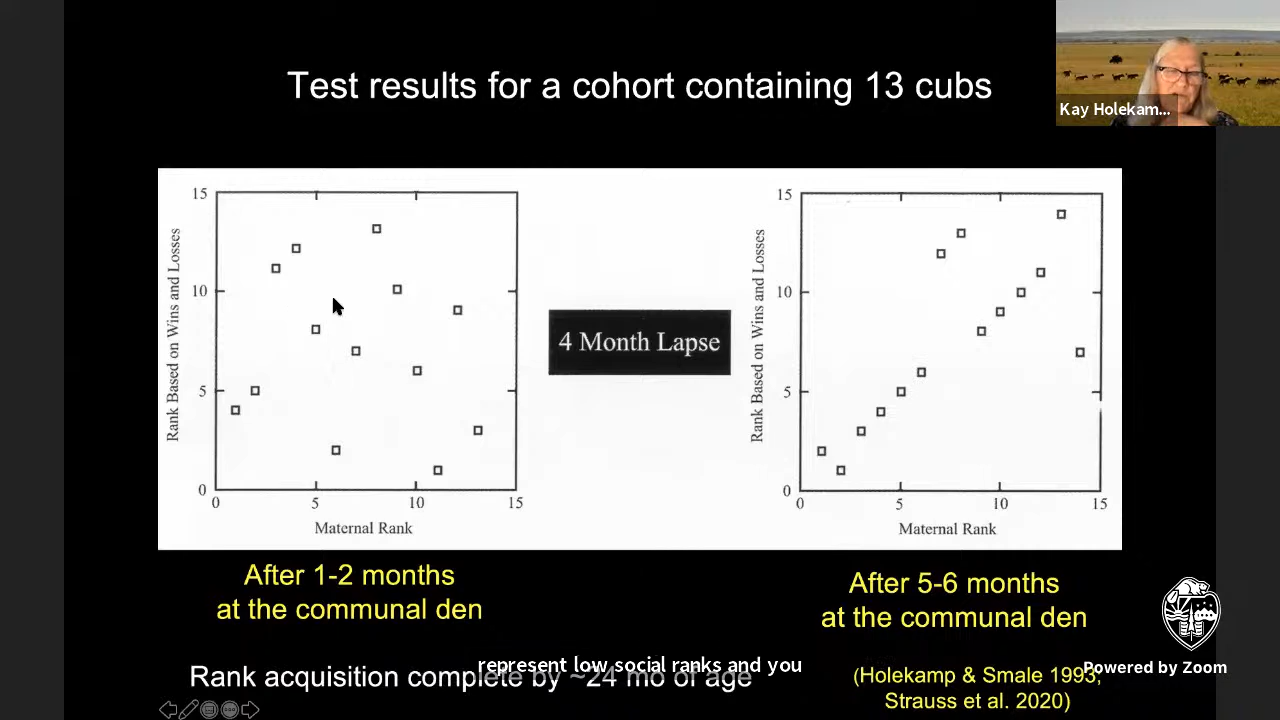 Test results for a cohort containing 13 cubs
Kay Holekam...
15
10
5
0
0
5
10
15
Rank Based on Wins and Losses
Maternal Rank
4 Month Lapse
15
10
5
0
0
5
10
15
Rank Based on Wins and Losses
Maternal Rank
After 1-2 months
at the communal den
After 5-6 months
at the communal den
Rank acquisition complete by ~24 mo of age
represent low social ranks and you
(Holekamp & Smale 1993;
Strauss et al. 2020)
Powered by Zoom